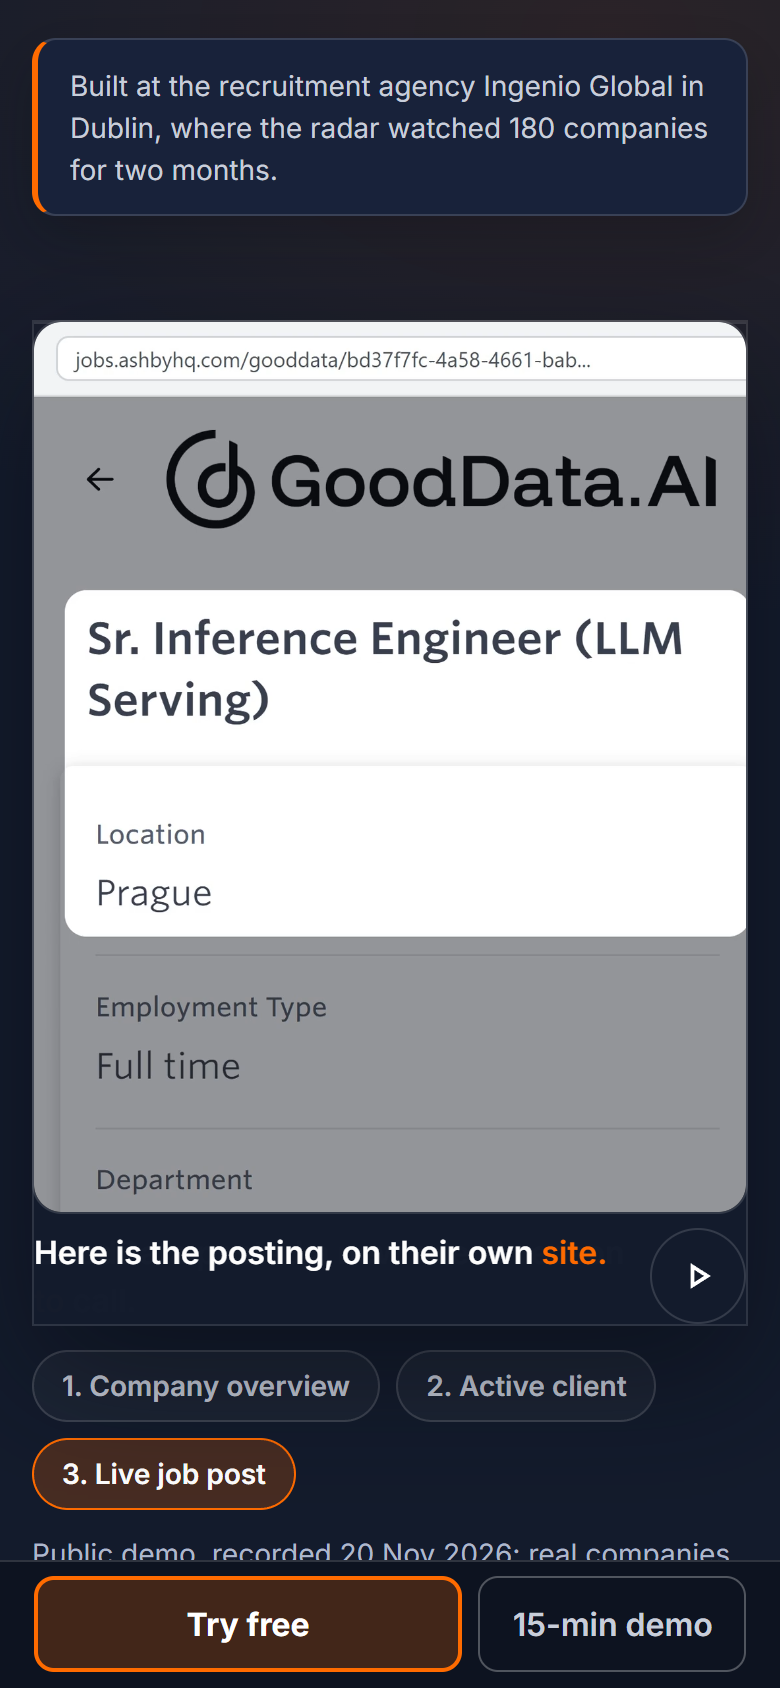 Built at the recruitment agency Ingenio Global in
Dublin, where the radar watched 180 companies
for two months.
jobs.ashbyhq.com/gooddata/bd37f7fc-4a58-4661-bab...
GoodData.AI
Sr. Inference Engineer (LLM
Serving)
Location
Prague
Employment Type
Full time
Department
Here is the posting, on their own site.
1. Company overview
2. Active client
3. Live job post
Public demo, recorded 20 Nov 2026: real companies
Try free
15-min demo